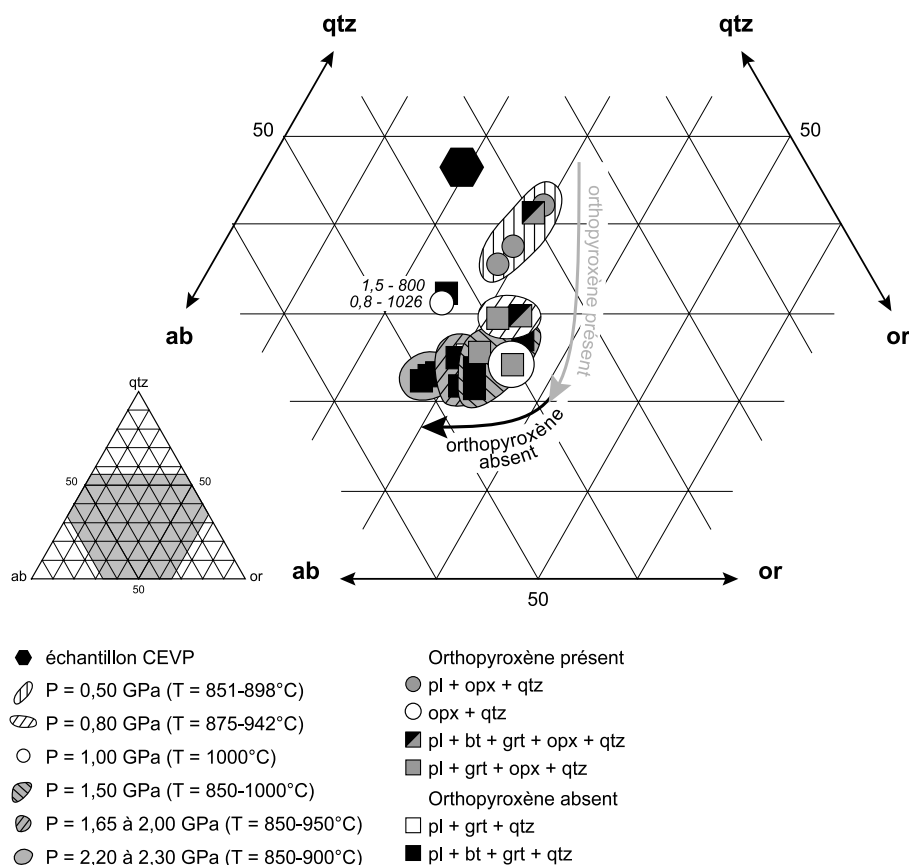 qtz
qtz
50
50
orthopyroxène présent
1,5 - 800
0,8 - 1026
ab
or
qtz
orthopyroxène
absent
50
50
ab
or
50
ab
or
50
échantillon CEVP
P = 0,50 GPa (T = 851-898°C)
P = 0,80 GPa (T = 875-942°C)
P = 1,00 GPa (T = 1000°C)
P = 1,50 GPa (T = 850-1000°C)
P = 1,65 à 2,00 GPa (T = 850-950°C)
P = 2,20 à 2,30 GPa (T = 850-900°C)
Orthopyroxène présent
pl + opx + qtz
opx + qtz
pl + bt + grt + opx + qtz
pl + grt + opx + qtz
Orthopyroxène absent
pl + grt + qtz
pl + bt + grt + qtz